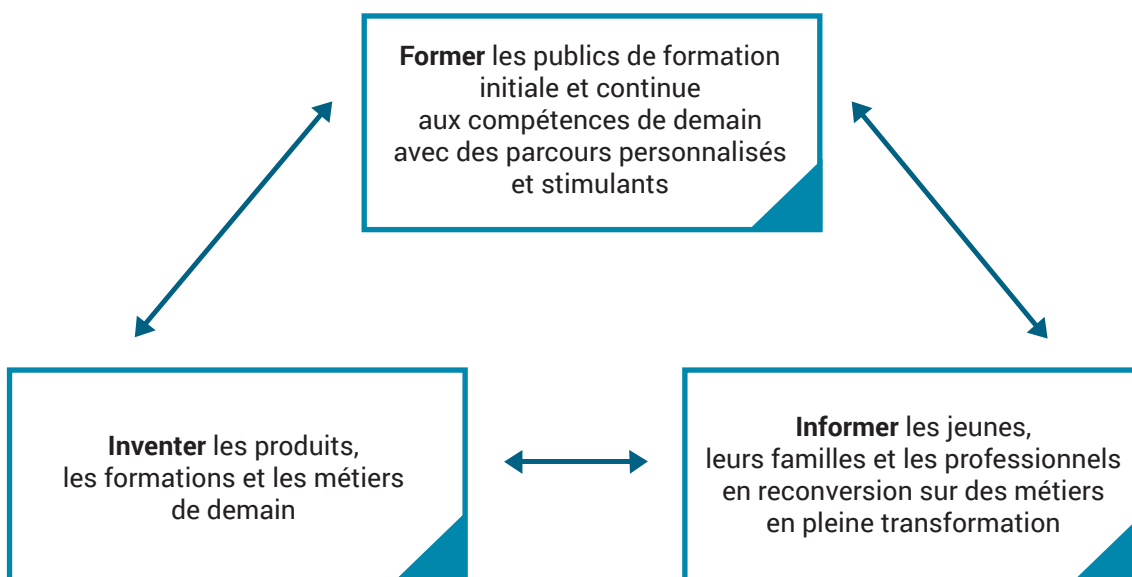 Former les publics de formation
initiale et continue
aux compétences de demain
avec des parcours personnalisés
et stimulants
Inventer les produits,
les formations et les métiers
de demain
Informer les jeunes,
leurs familles et les professionnels
en reconversion sur des métiers
en pleine transformation